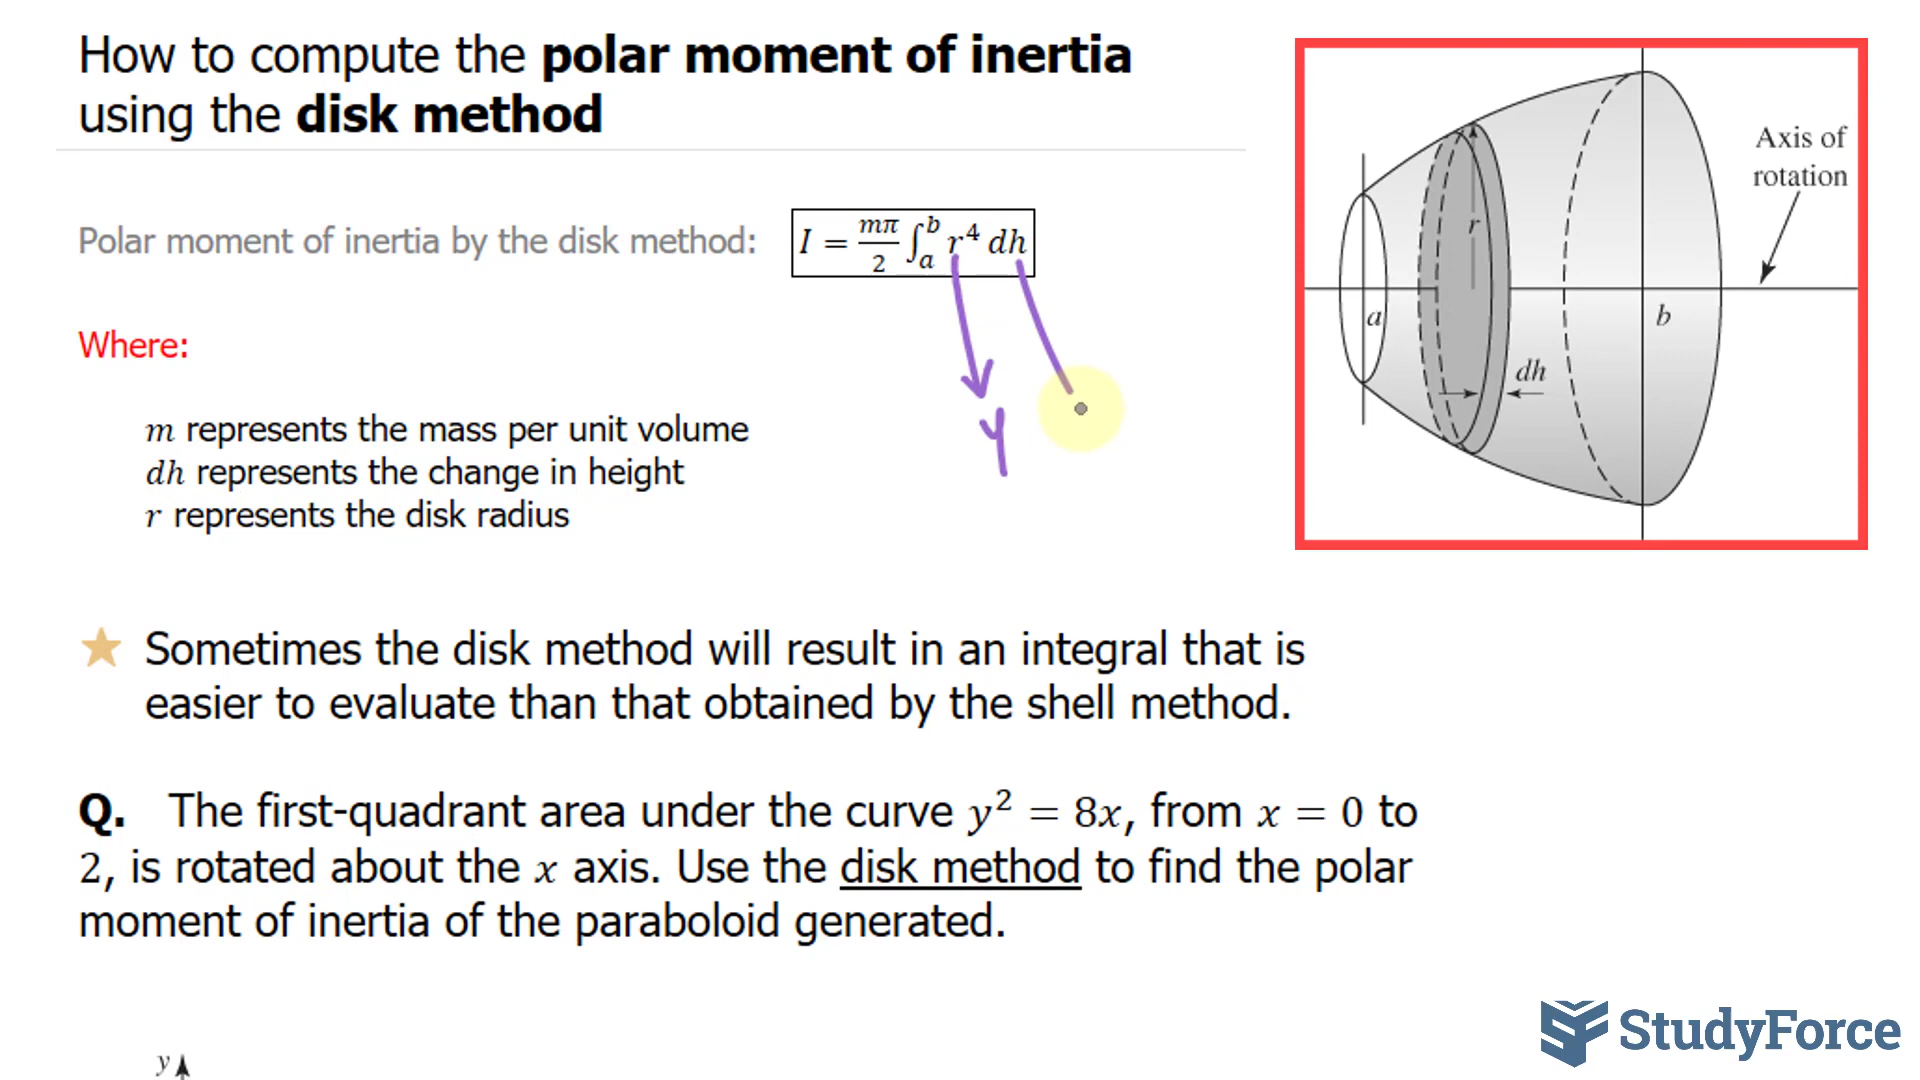 How to compute the polar moment of inertia
using the disk method
Polar moment of inertia by the disk method: I = mπ/2 ∫ₐᵇ r⁴ dh
Where:
m represents the mass per unit volume
dh represents the change in height
r represents the disk radius
y
Axis of
rotation
r
a
b
dh
Sometimes the disk method will result in an integral that is
easier to evaluate than that obtained by the shell method.
Q. The first-quadrant area under the curve y² = 8x, from x = 0 to
2, is rotated about the x axis. Use the disk method to find the polar
moment of inertia of the paraboloid generated.
y
StudyForce